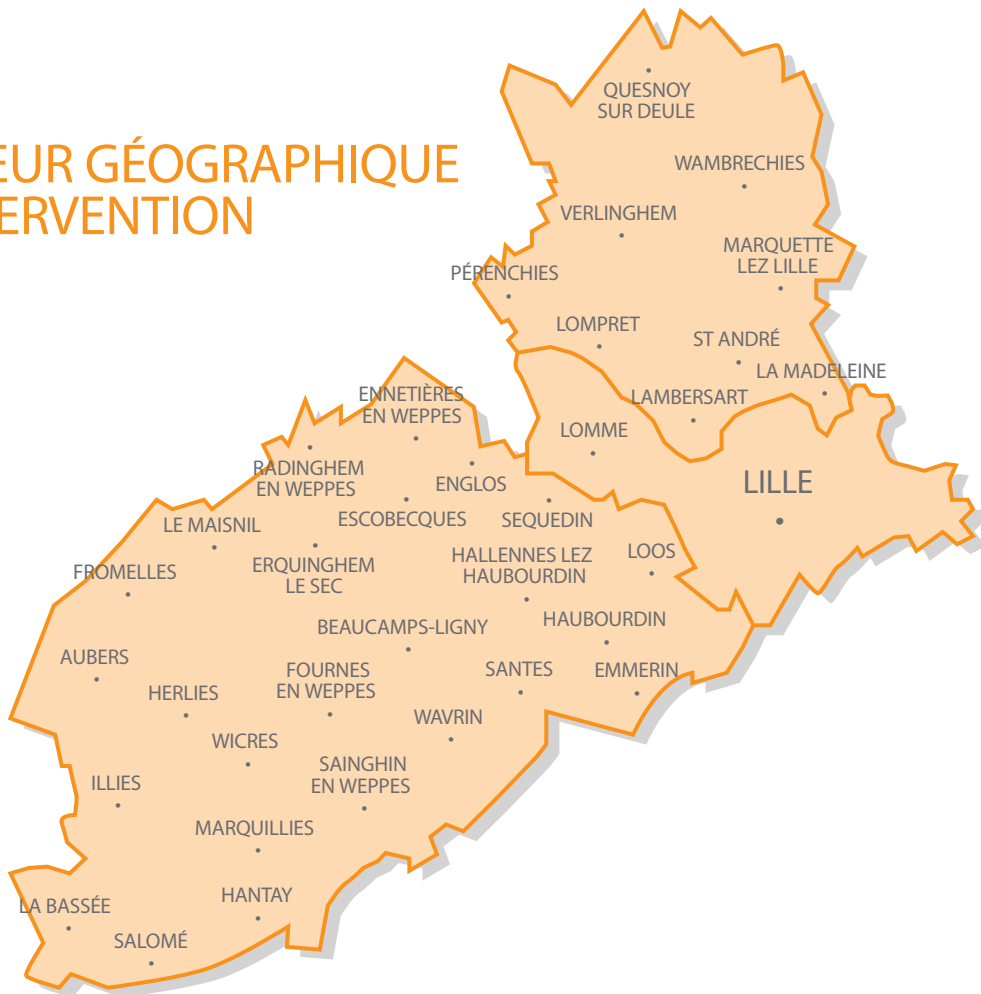 EUR GÉOGRAPHIQUE
ERVENTION
QUESNOY
SUR DEULE
WAMBRECHIES
VERLINGHEM
MARQUETTE
LEZ LILLE
PÉRENCHIES
LOMPRET
ST ANDRÉ
LA MADELEINE
LAMBERSART
ENNETIÈRES
EN WEPPES
LOMME
RADINGHEM
EN WEPPES
ENGLOS
LILLE
LE MAISNIL
ESCOBECQUES
SEQUEDIN
FROMELLES
ERQUINGHEM
LE SEC
HALLENNES LEZ
HAUBOURDIN
LOOS
BEAUCAMPS-LIGNY
HAUBOURDIN
AUBERS
HERLIES
FOURNES
EN WEPPES
SANTES
EMMERIN
WAVRIN
WICRES
SAINGHIN
EN WEPPES
ILLIES
MARQUILLIES
HANTAY
LA BASSÉE
SALOMÉ